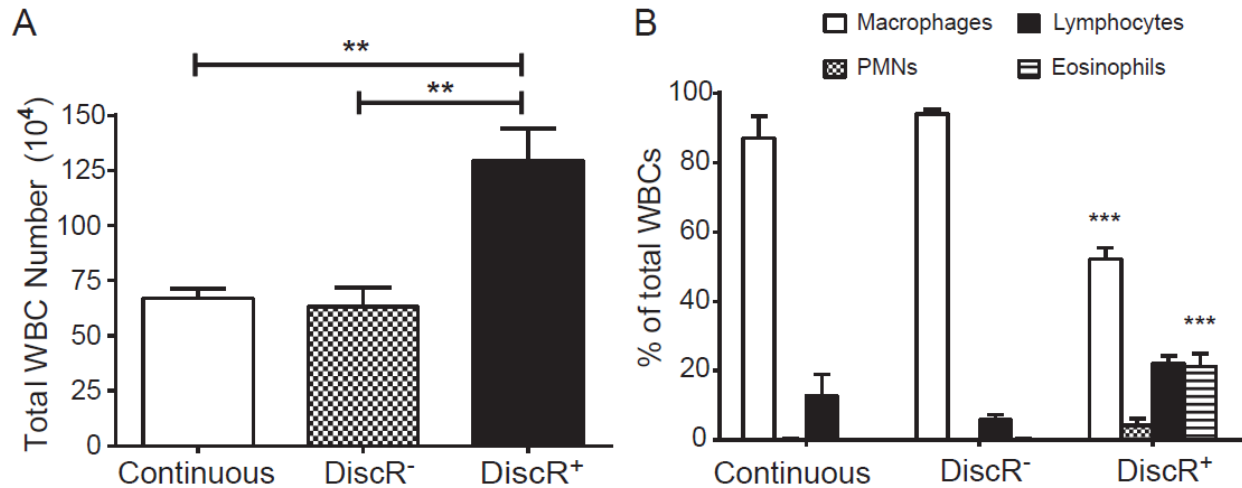 A
**
**
Total WBC Number (10⁴)
150
125
100
75
50
25
0
Continuous DiscR⁻ DiscR⁺
B
Macrophages Lymphocytes
PMNs Eosinophils
% of total WBCs
100
80
60
40
20
0
***
***
Continuous DiscR⁻ DiscR⁺